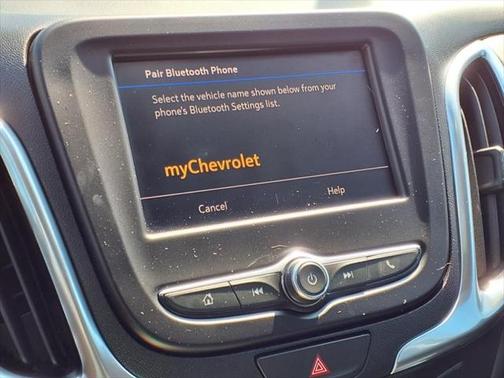 Pair Bluetooth Phone
Select the vehicle name shown below from your
phone's Bluetooth Settings list.
myChevrolet
Cancel
Help